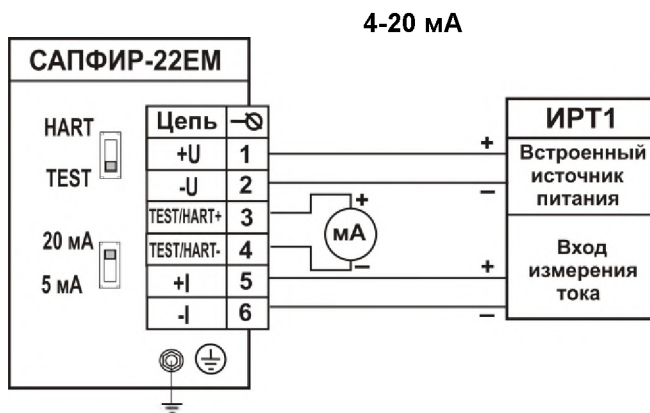 4-20 мА
САПФИР-22ЕМ
HART
TEST
20 мА
5 мА
Цепь
+U 1
-U 2
TEST/HART+ 3
TEST/HART- 4
+I 5
-I 6
+
мА
–
+
–
+
–
ИРТ1
Встроенный
источник
питания
Вход
измерения
тока